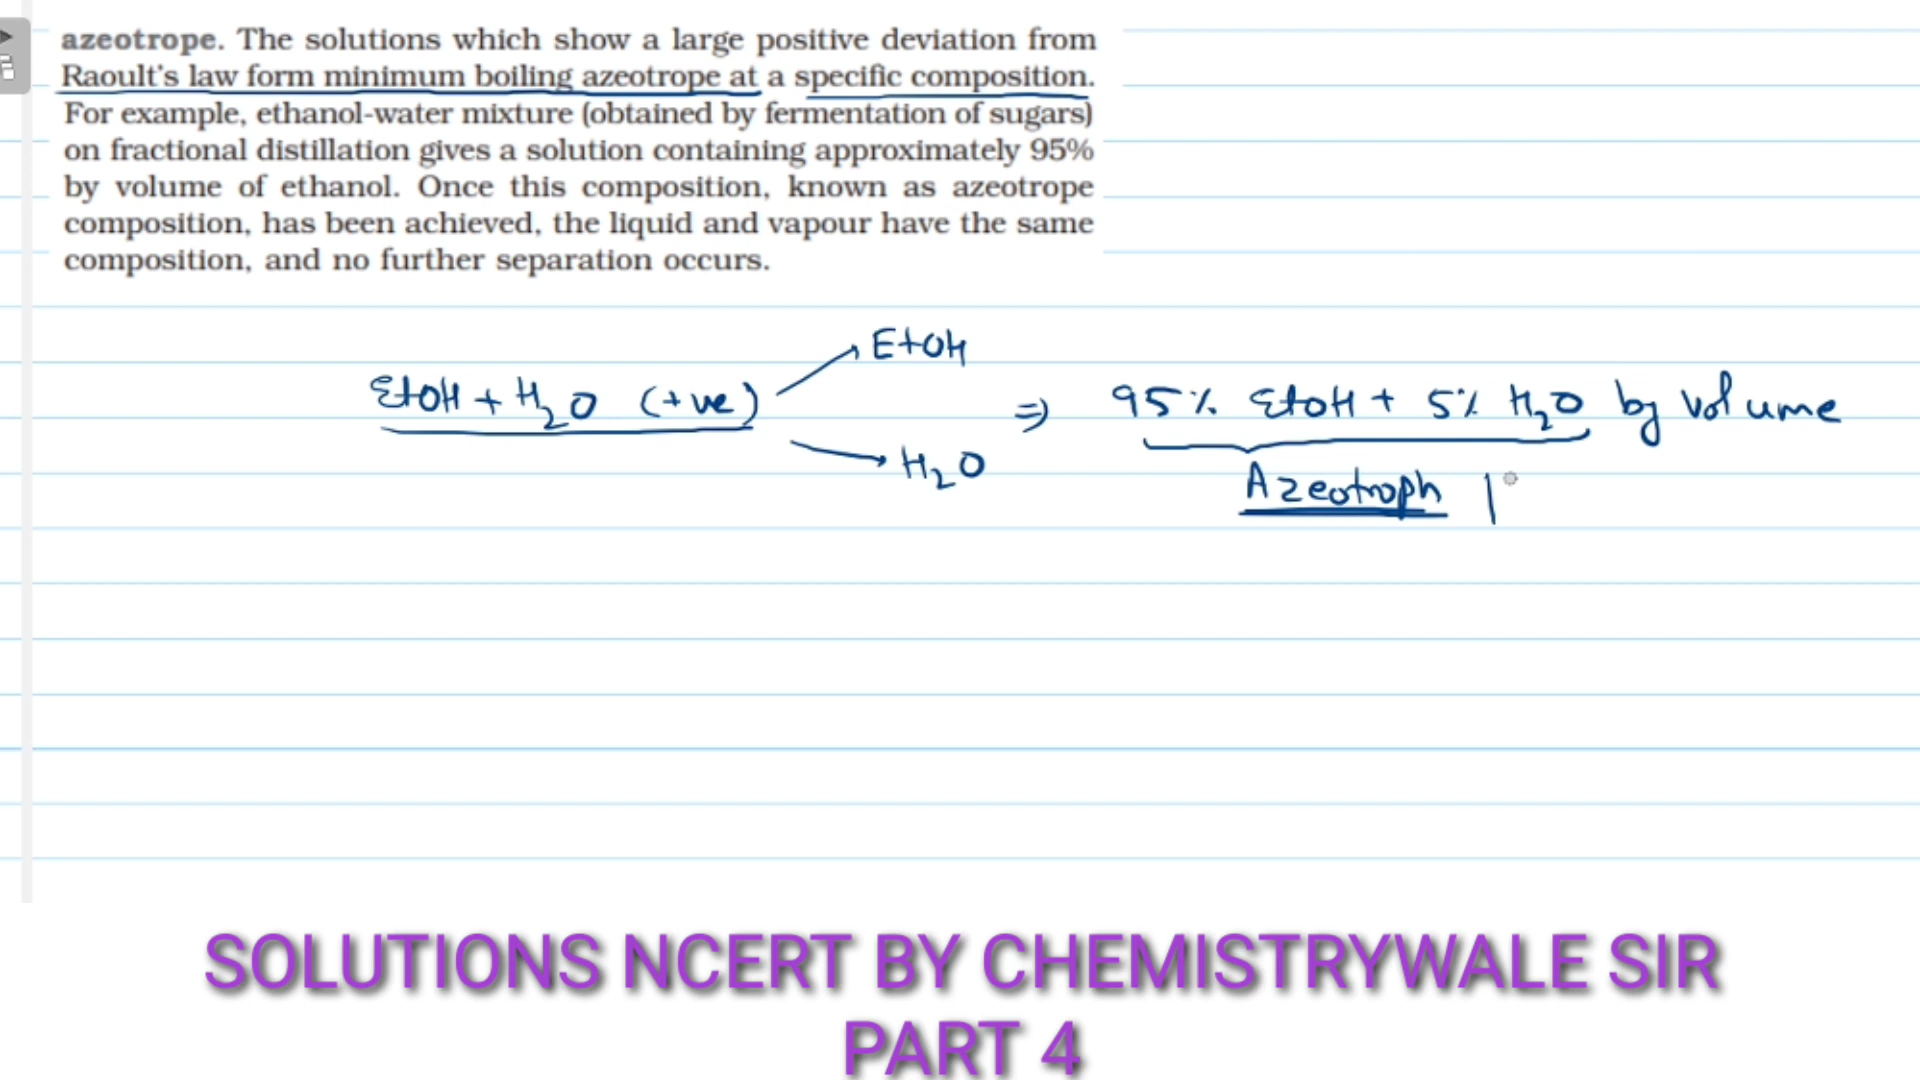 azeotrope. The solutions which show a large positive deviation from
Raoult's law form minimum boiling azeotrope at a specific composition.
For example, ethanol-water mixture (obtained by fermentation of sugars)
on fractional distillation gives a solution containing approximately 95%
by volume of ethanol. Once this composition, known as azeotrope
composition, has been achieved, the liquid and vapour have the same
composition, and no further separation occurs.
EtOH
EtOH + H₂O (+ve)
H₂O
⇒ 95% EtOH + 5% H₂O by volume
Azeotroph |
SOLUTIONS NCERT BY CHEMISTRYWALE SIR
PART 4